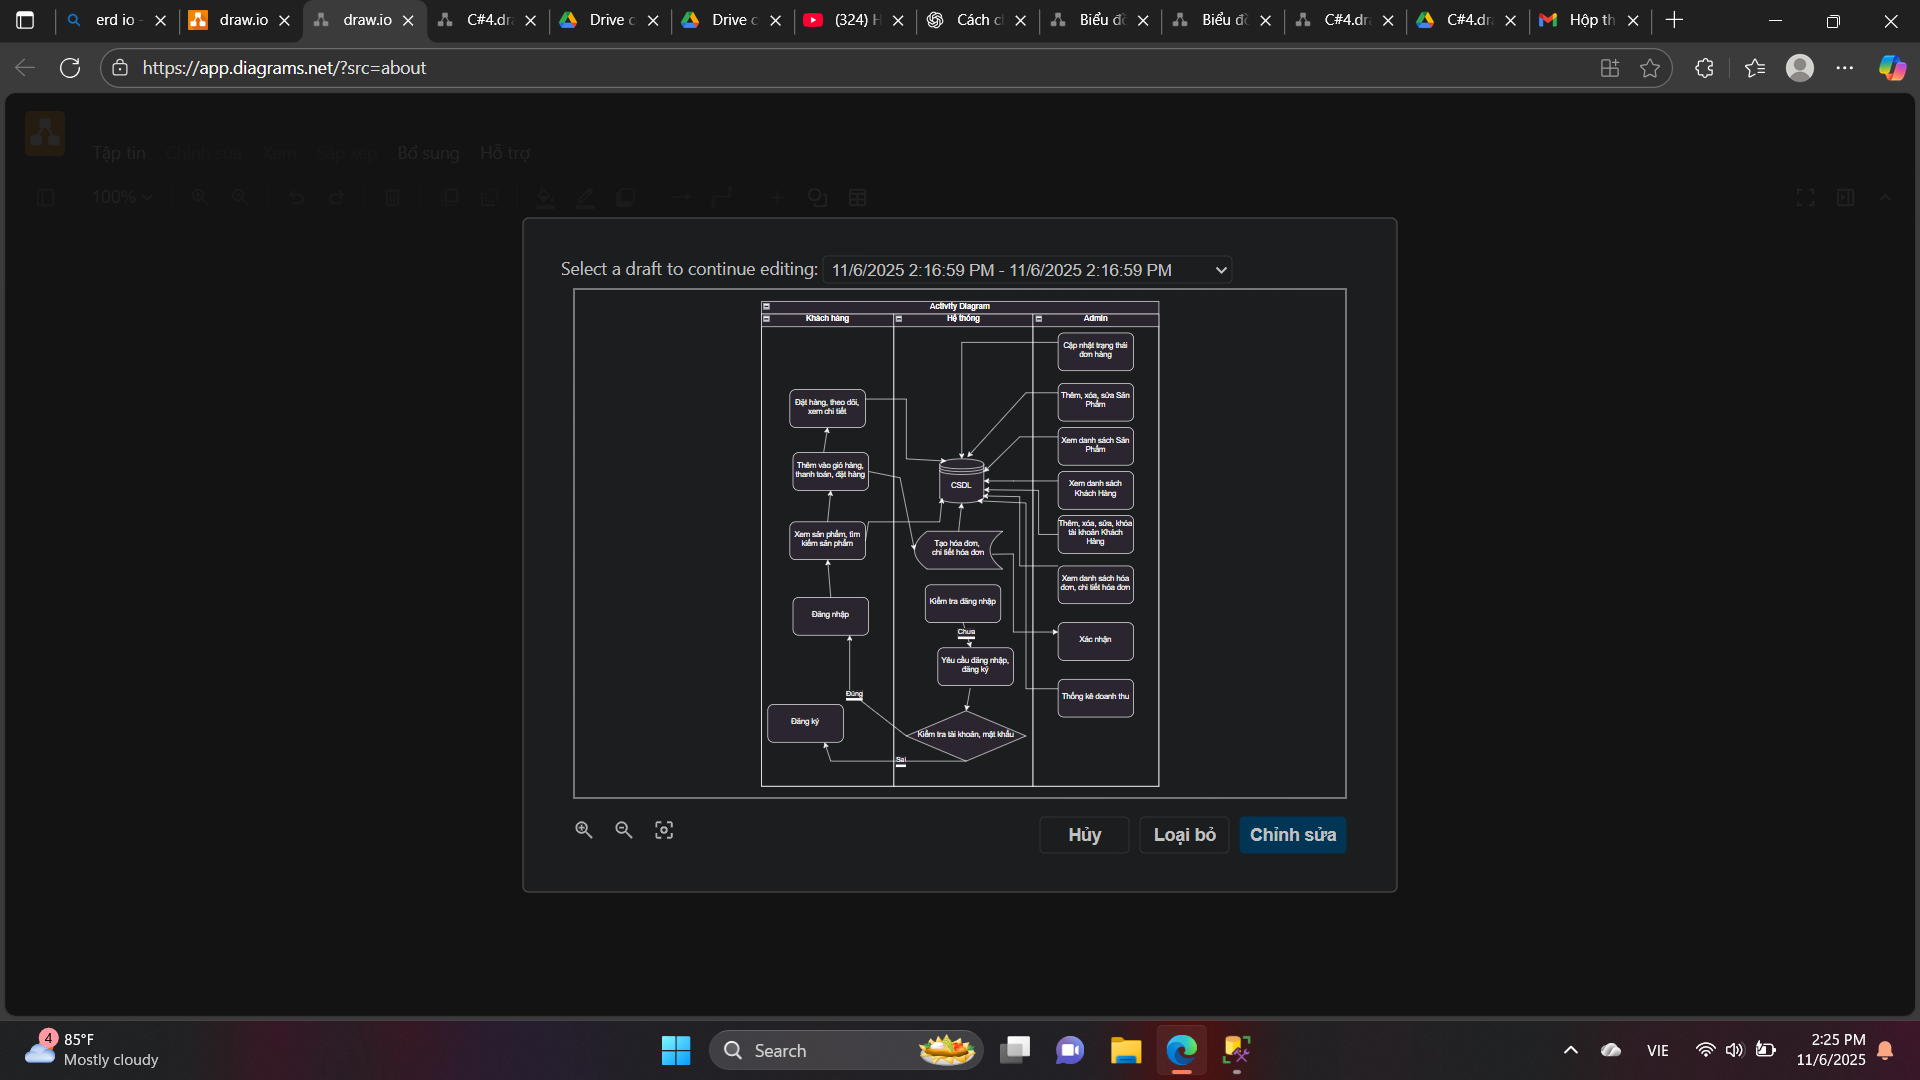 erd io -
draw.io
draw.io
C#4.dr
Drive c
Drive c
(324) H
Cách c
Biểu đồ
Biểu đồ
C#4.dr
C#4.dr
Hộp th
https://app.diagrams.net/?src=about
Tập tin Chỉnh sửa Xem Sắp xếp Bổ sung Hỗ trợ
100%
Select a draft to continue editing: 11/6/2025 2:16:59 PM - 11/6/2025 2:16:59 PM
Activity Diagram
Khách hàng
Hệ thống
Admin
Cập nhật trạng thái
đơn hàng
Đặt hàng, theo dõi,
xem chi tiết
Thêm, xóa, sửa Sản
Phẩm
Xem danh sách Sản
Phẩm
Thêm vào giỏ hàng,
thanh toán, đặt hàng
CSDL
Xem danh sách
Khách Hàng
Thêm, xóa, sửa, khóa
tài khoản Khách
Hàng
Xem sản phẩm, tìm
kiếm sản phẩm
Tạo hóa đơn,
chi tiết hóa đơn
Xem danh sách hóa
đơn, chi tiết hóa đơn
Kiểm tra đăng nhập
Đăng nhập
Chưa
Xác nhận
Yêu cầu đăng nhập,
đăng ký
Đúng
Thống kê doanh thu
Đăng ký
Kiểm tra tài khoản, mật khẩu
Sai
Hủy
Loại bỏ
Chỉnh sửa
4
85°F
Mostly cloudy
Search
VIE
2:25 PM
11/6/2025